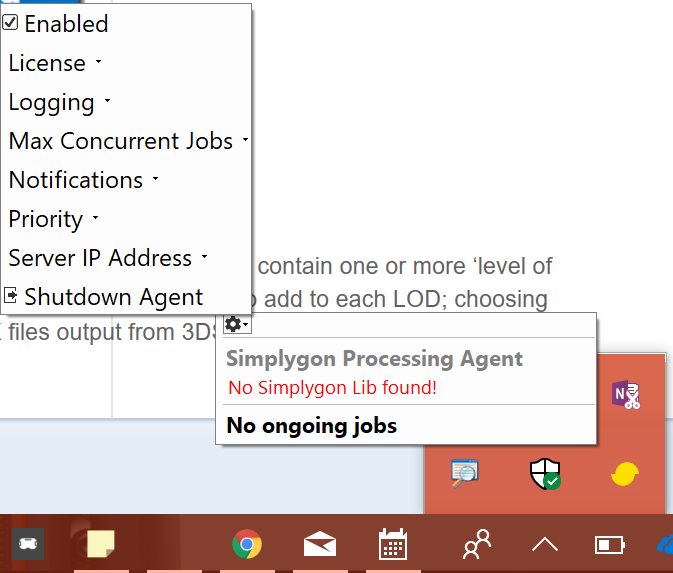 Enabled
License
Logging
Max Concurrent Jobs
Notifications
Priority
Server IP Address
contain one or more ‘level of
Shutdown Agent
add to each LOD; choosing
files output from 3D
Simplygon Processing Agent
No Simplygon Lib found!
No ongoing jobs
N